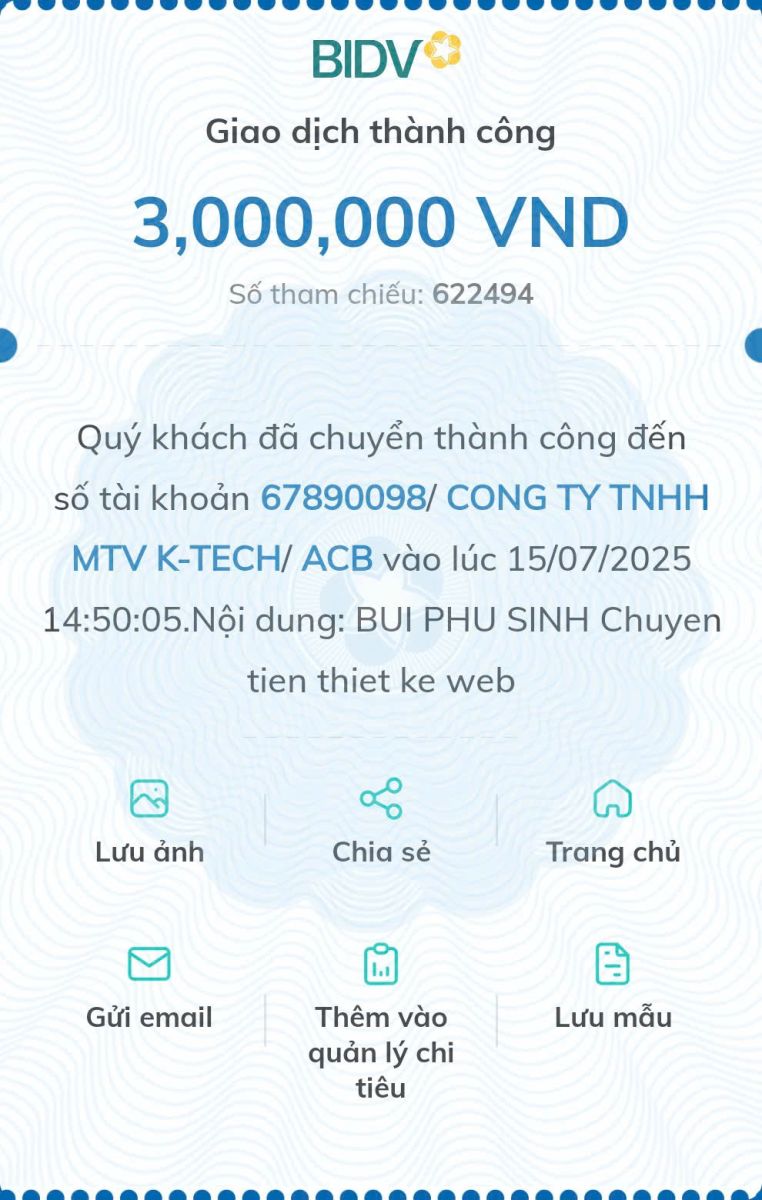 BIDV
Giao dịch thành công
3,000,000 VND
Số tham chiếu: 622494
Quý khách đã chuyển thành công đến
số tài khoản 67890098/ CONG TY TNHH
MTV K-TECH/ ACB vào lúc 15/07/2025
14:50:05.Nội dung: BUI PHU SINH Chuyen
tien thiet ke web
Lưu ảnh
Chia sẻ
Trang chủ
Gửi email
Thêm vào
quản lý chi
tiêu
Lưu mẫu